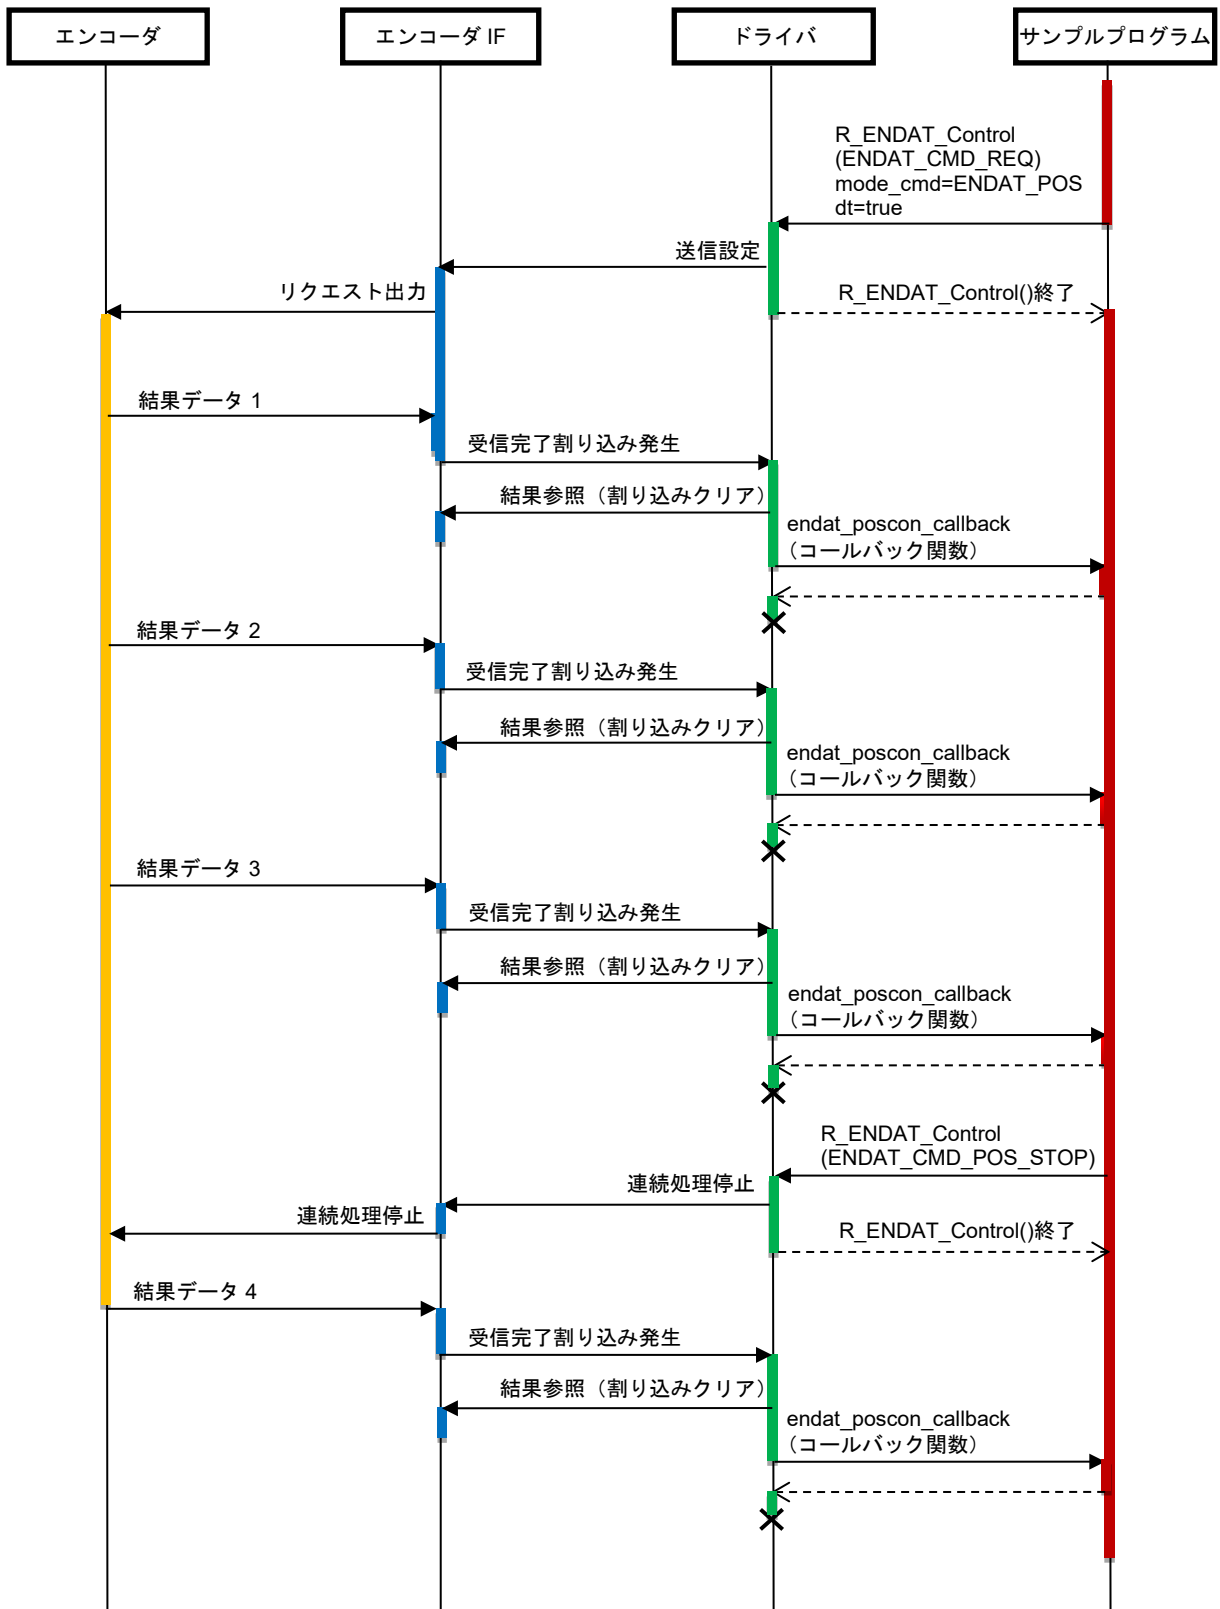 エンコーダ
エンコーダ IF
ドライバ
サンプルプログラム
R_ENDAT_Control
(ENDAT_CMD_REQ)
mode_cmd=ENDAT_POS
dt=true
送信設定
リクエスト出力
R_ENDAT_Control()終了
結果データ 1
受信完了割り込み発生
結果参照（割り込みクリア）
endat_poscon_callback
（コールバック関数）
結果データ 2
受信完了割り込み発生
結果参照（割り込みクリア）
endat_poscon_callback
（コールバック関数）
結果データ 3
受信完了割り込み発生
結果参照（割り込みクリア）
endat_poscon_callback
（コールバック関数）
R_ENDAT_Control
(ENDAT_CMD_POS_STOP)
連続処理停止
連続処理停止
R_ENDAT_Control()終了
結果データ 4
受信完了割り込み発生
結果参照（割り込みクリア）
endat_poscon_callback
（コールバック関数）